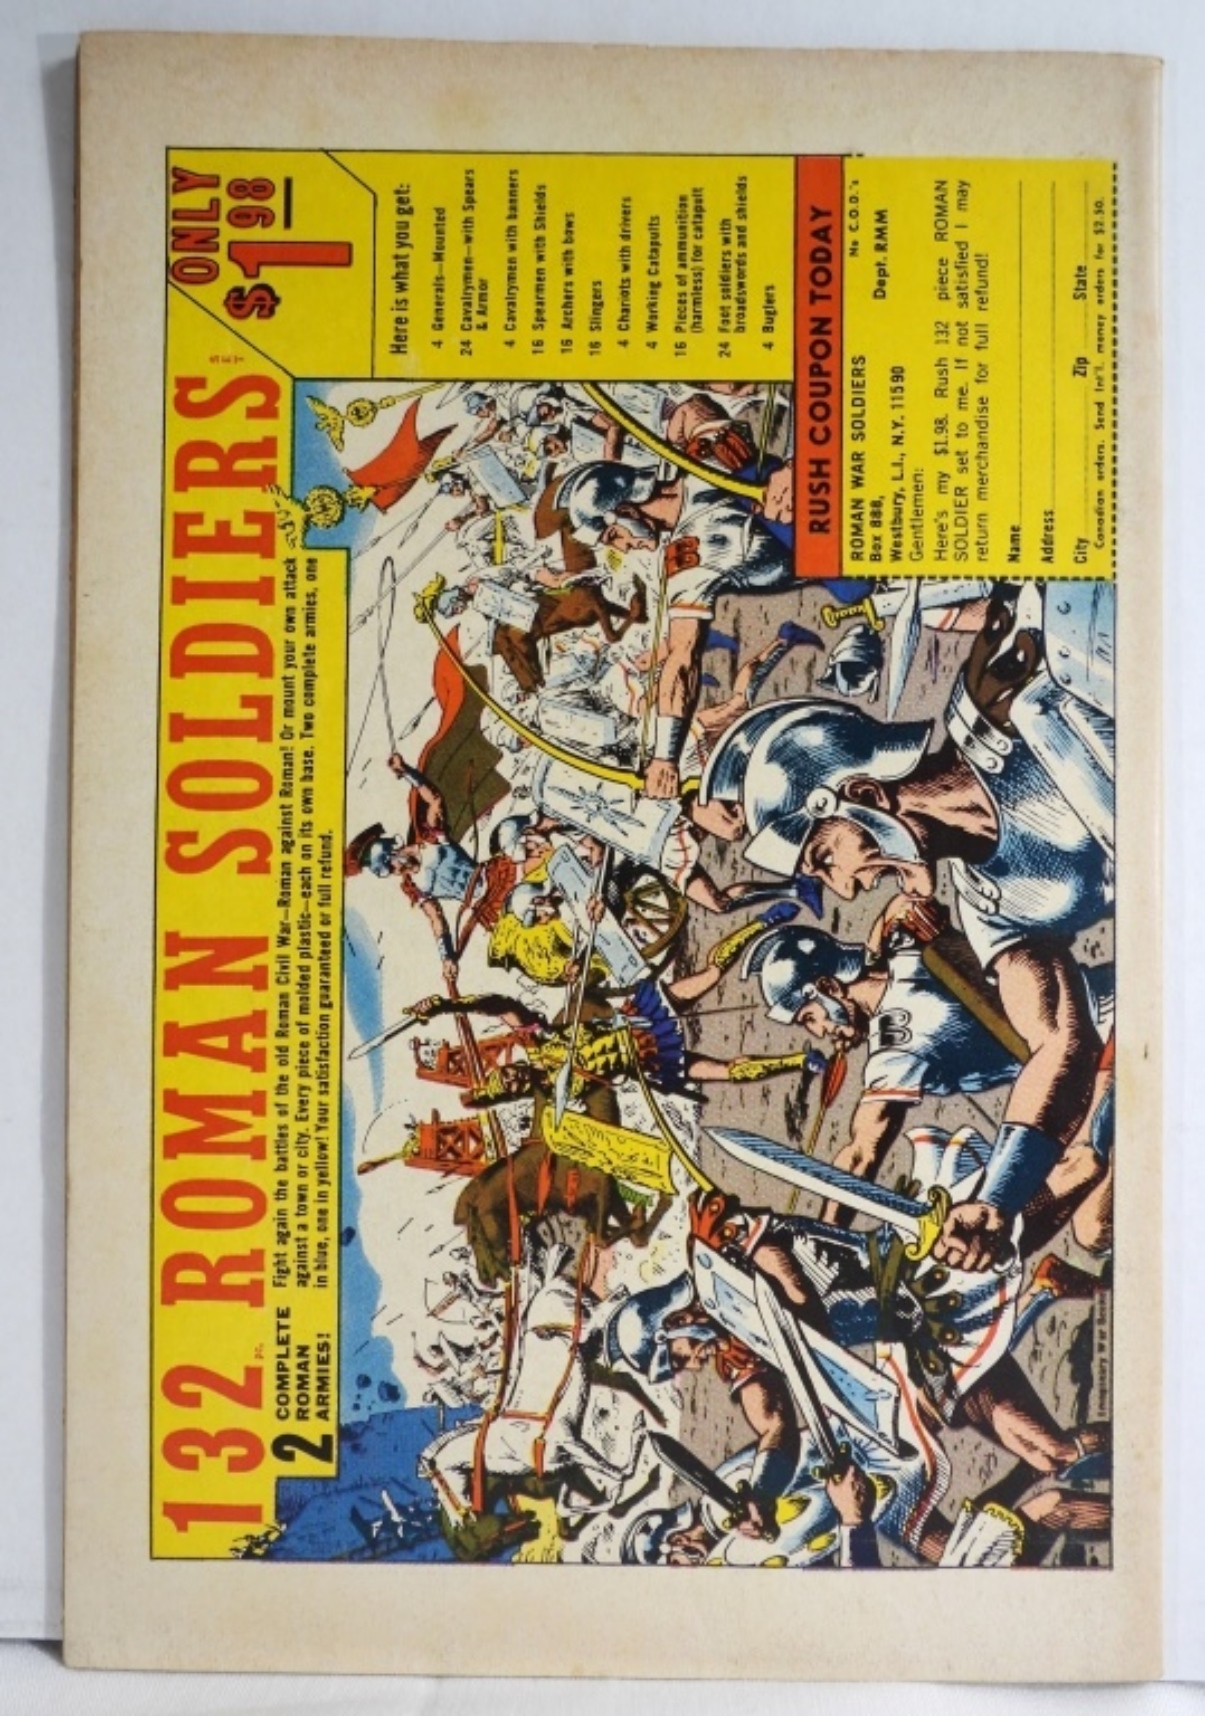 132 ROMAN SOLDIERS
PC. SET
ONLY
$1 98
2 COMPLETE
ROMAN
ARMIES!
Fight again the battles of the old Roman Civil War—Roman against Roman! Or mount your own attack
against a town or city. Every piece of molded plastic—each on its own base. Two complete armies, one
in blue, one in yellow! Your satisfaction guaranteed or full refund.
Here is what you get:
4 Generals—Mounted
24 Cavalrymen—with Spears
& Armor
4 Cavalrymen with banners
16 Spearmen with Shields
16 Archers with bows
16 Slingers
4 Chariots with drivers
4 Working Catapults
16 Pieces of ammunition
(harmless) for catapult
24 Foot soldiers with
broadswords and shields
4 Buglers
RUSH COUPON TODAY
ROMAN WAR SOLDIERS No C.O.D.'s
Box 888, Dept. RMM
Westbury, L.I., N.Y. 11590
Gentlemen:
Here's my $1.98. Rush 132 piece ROMAN
SOLDIER set to me. If not satisfied I may
return merchandise for full refund!
Name
Address
City Zip State
Canadian orders. Send Int'l. money orders for $2.50.